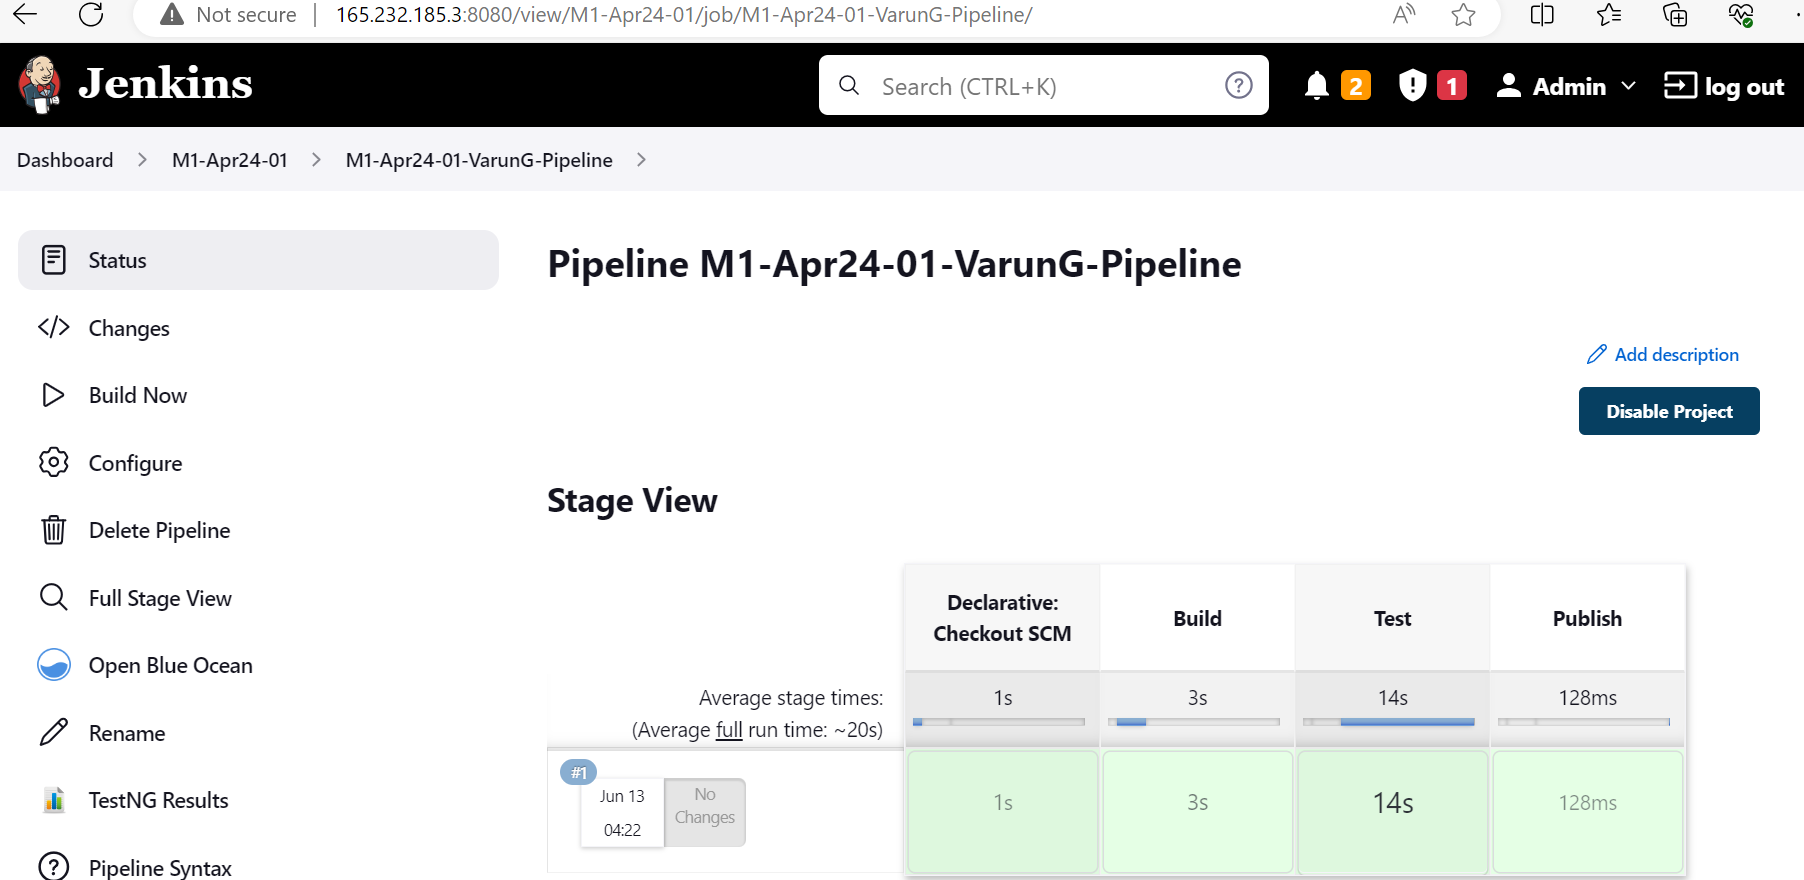 Not secure | 165.232.185.3:8080/view/M1-Apr24-01/job/M1-Apr24-01-VarunG-Pipeline/
Jenkins
Search (CTRL+K)
2
1
Admin
log out
Dashboard > M1-Apr24-01 > M1-Apr24-01-VarunG-Pipeline >
Status
Changes
Build Now
Configure
Delete Pipeline
Full Stage View
Open Blue Ocean
Rename
TestNG Results
Pipeline Syntax
Pipeline M1-Apr24-01-VarunG-Pipeline
Add description
Disable Project
Stage View
Declarative:
Checkout SCM
Build
Test
Publish
Average stage times:
(Average full run time: ~20s)
1s
3s
14s
128ms
#1
Jun 13
04:22
No
Changes
1s
3s
14s
128ms